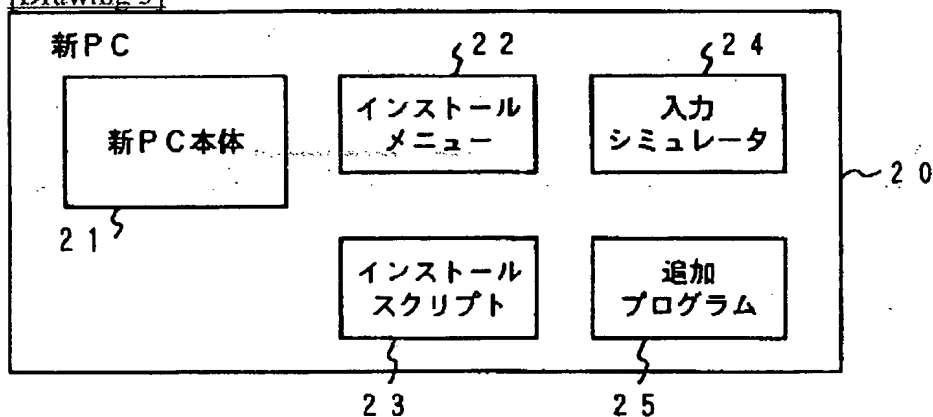 [Drawing 3]
新PC
22
24
新PC本体
インストール
メニュー
入力
シミュレータ
20
21
インストール
スクリプト
追加
プログラム
23
25